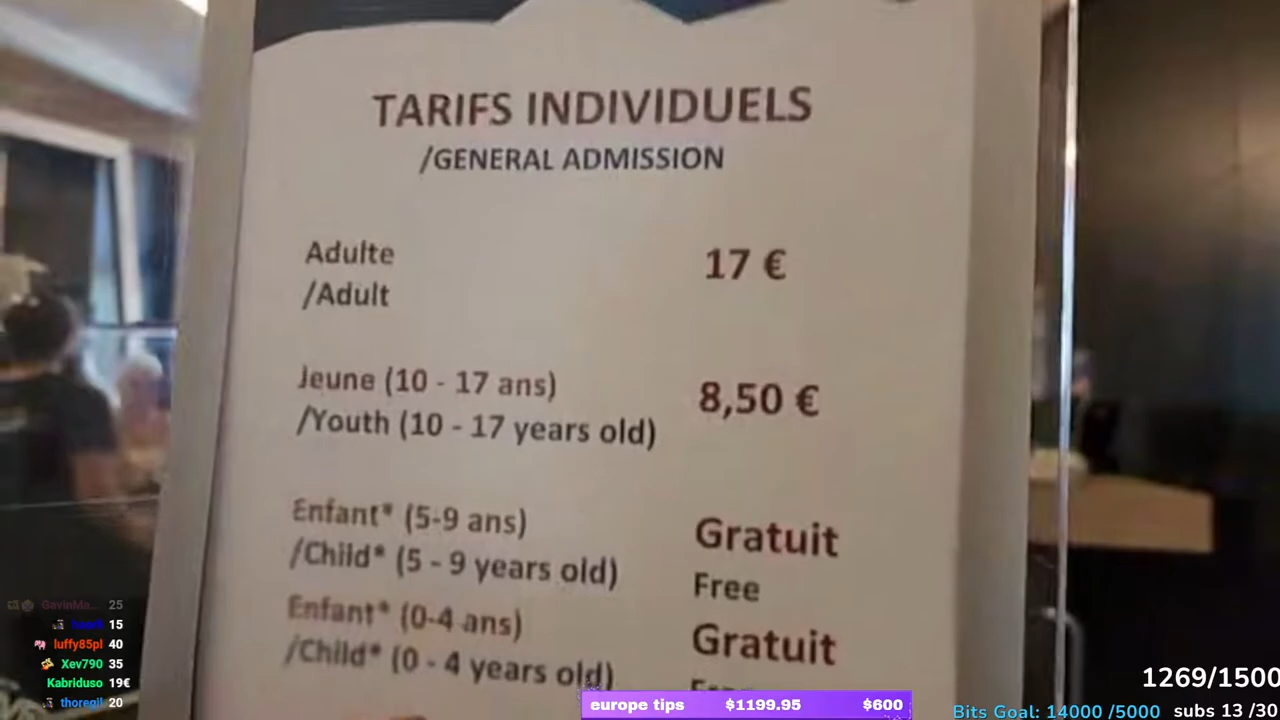 TARIFS INDIVIDUELS
/GENERAL ADMISSION
Adulte
/Adult
17 €
Jeune (10 - 17 ans)
/Youth (10 - 17 years old)
8,50 €
Enfant* (5-9 ans)
/Child* (5 - 9 years old)
Gratuit
Free
Enfant* (0-4 ans)
/Child* (0 - 4 years old)
Gratuit
25
15
luffy85pl 40
Xev790 35
Kabriduso 19€
thoregil 20
europe tips $1199.95 $600
1269/1500
Bits Goal: 14000 /5000 subs 13 /30